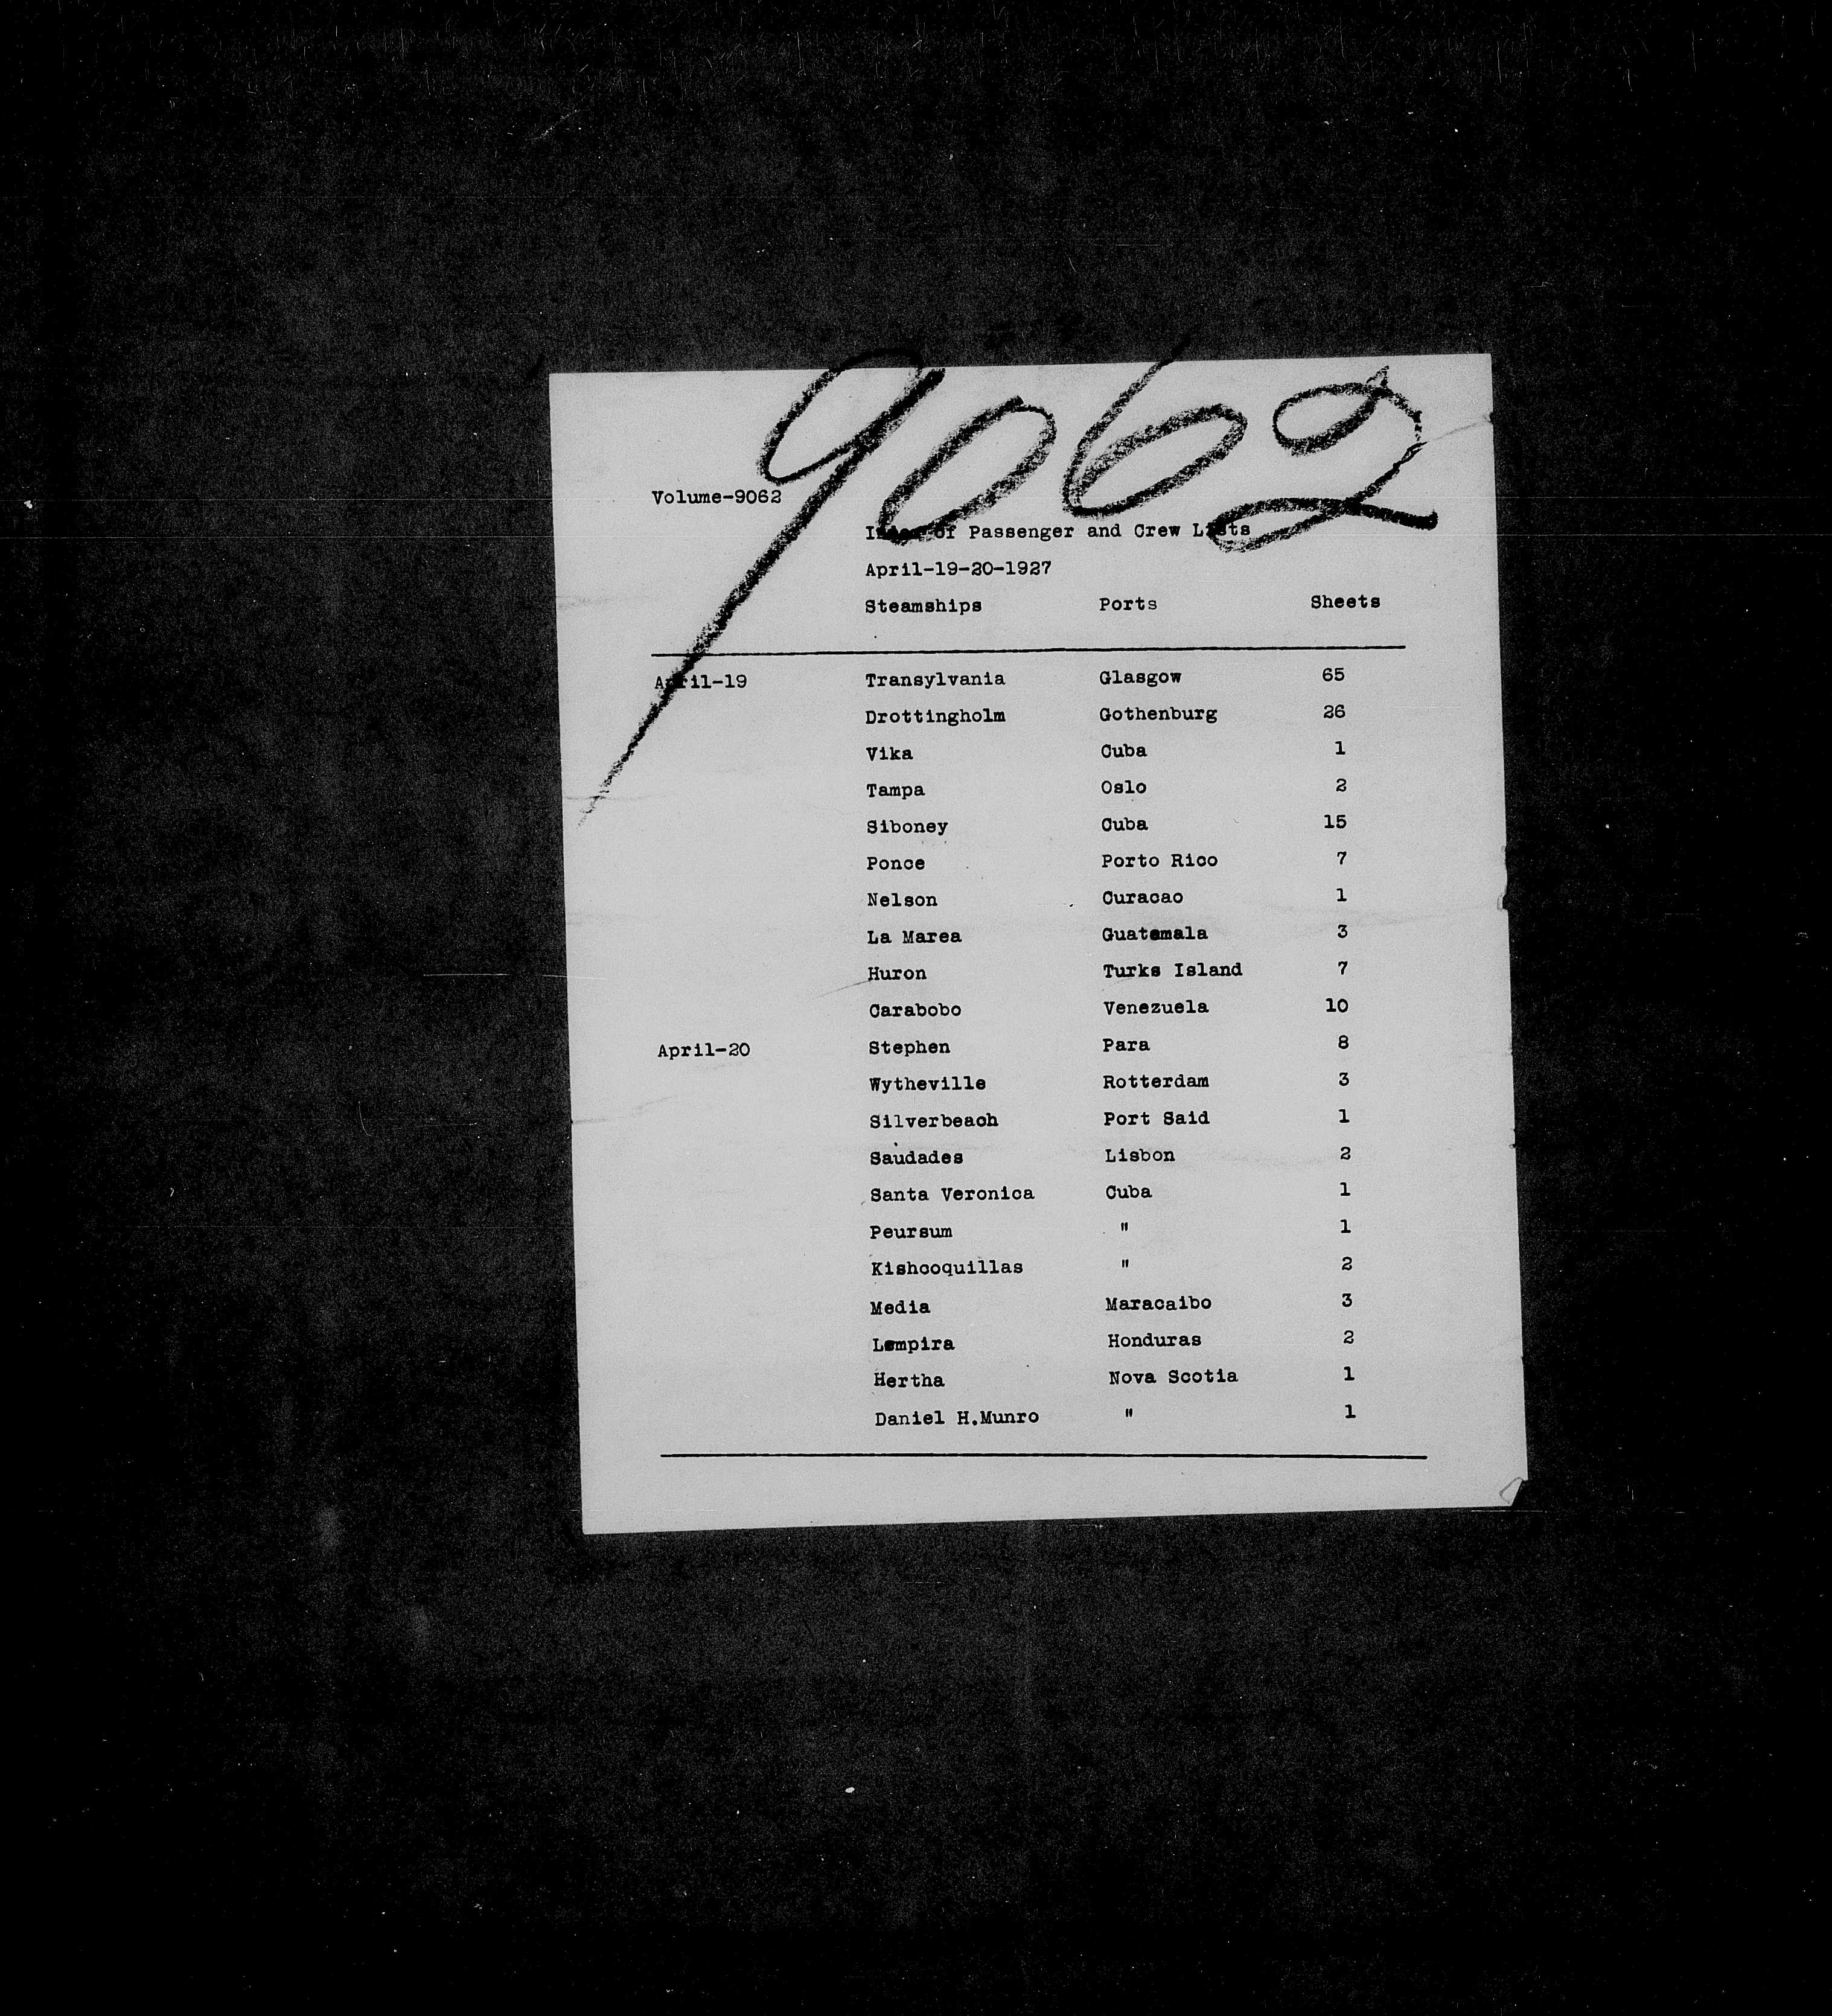 9062
Volume-9062
Index of Passenger and Crew Lists
April-19-20-1927
Steamships Ports Sheets
April-19 Transylvania Glasgow 65
Drottingholm Gothenburg 26
Vika Cuba 1
Tampa Oslo 2
Siboney Cuba 15
Ponce Porto Rico 7
Nelson Curacao 1
La Marea Guatemala 3
Huron Turks Island 7
Carabobo Venezuela 10
April-20 Stephen Para 8
Wytheville Rotterdam 3
Silverbeach Port Said 1
Saudades Lisbon 2
Santa Veronica Cuba 1
Peursum " 1
Kishcoquillas " 2
Media Maracaibo 3
Lempira Honduras 2
Hertha Nova Scotia 1
Daniel H.Munro " 1